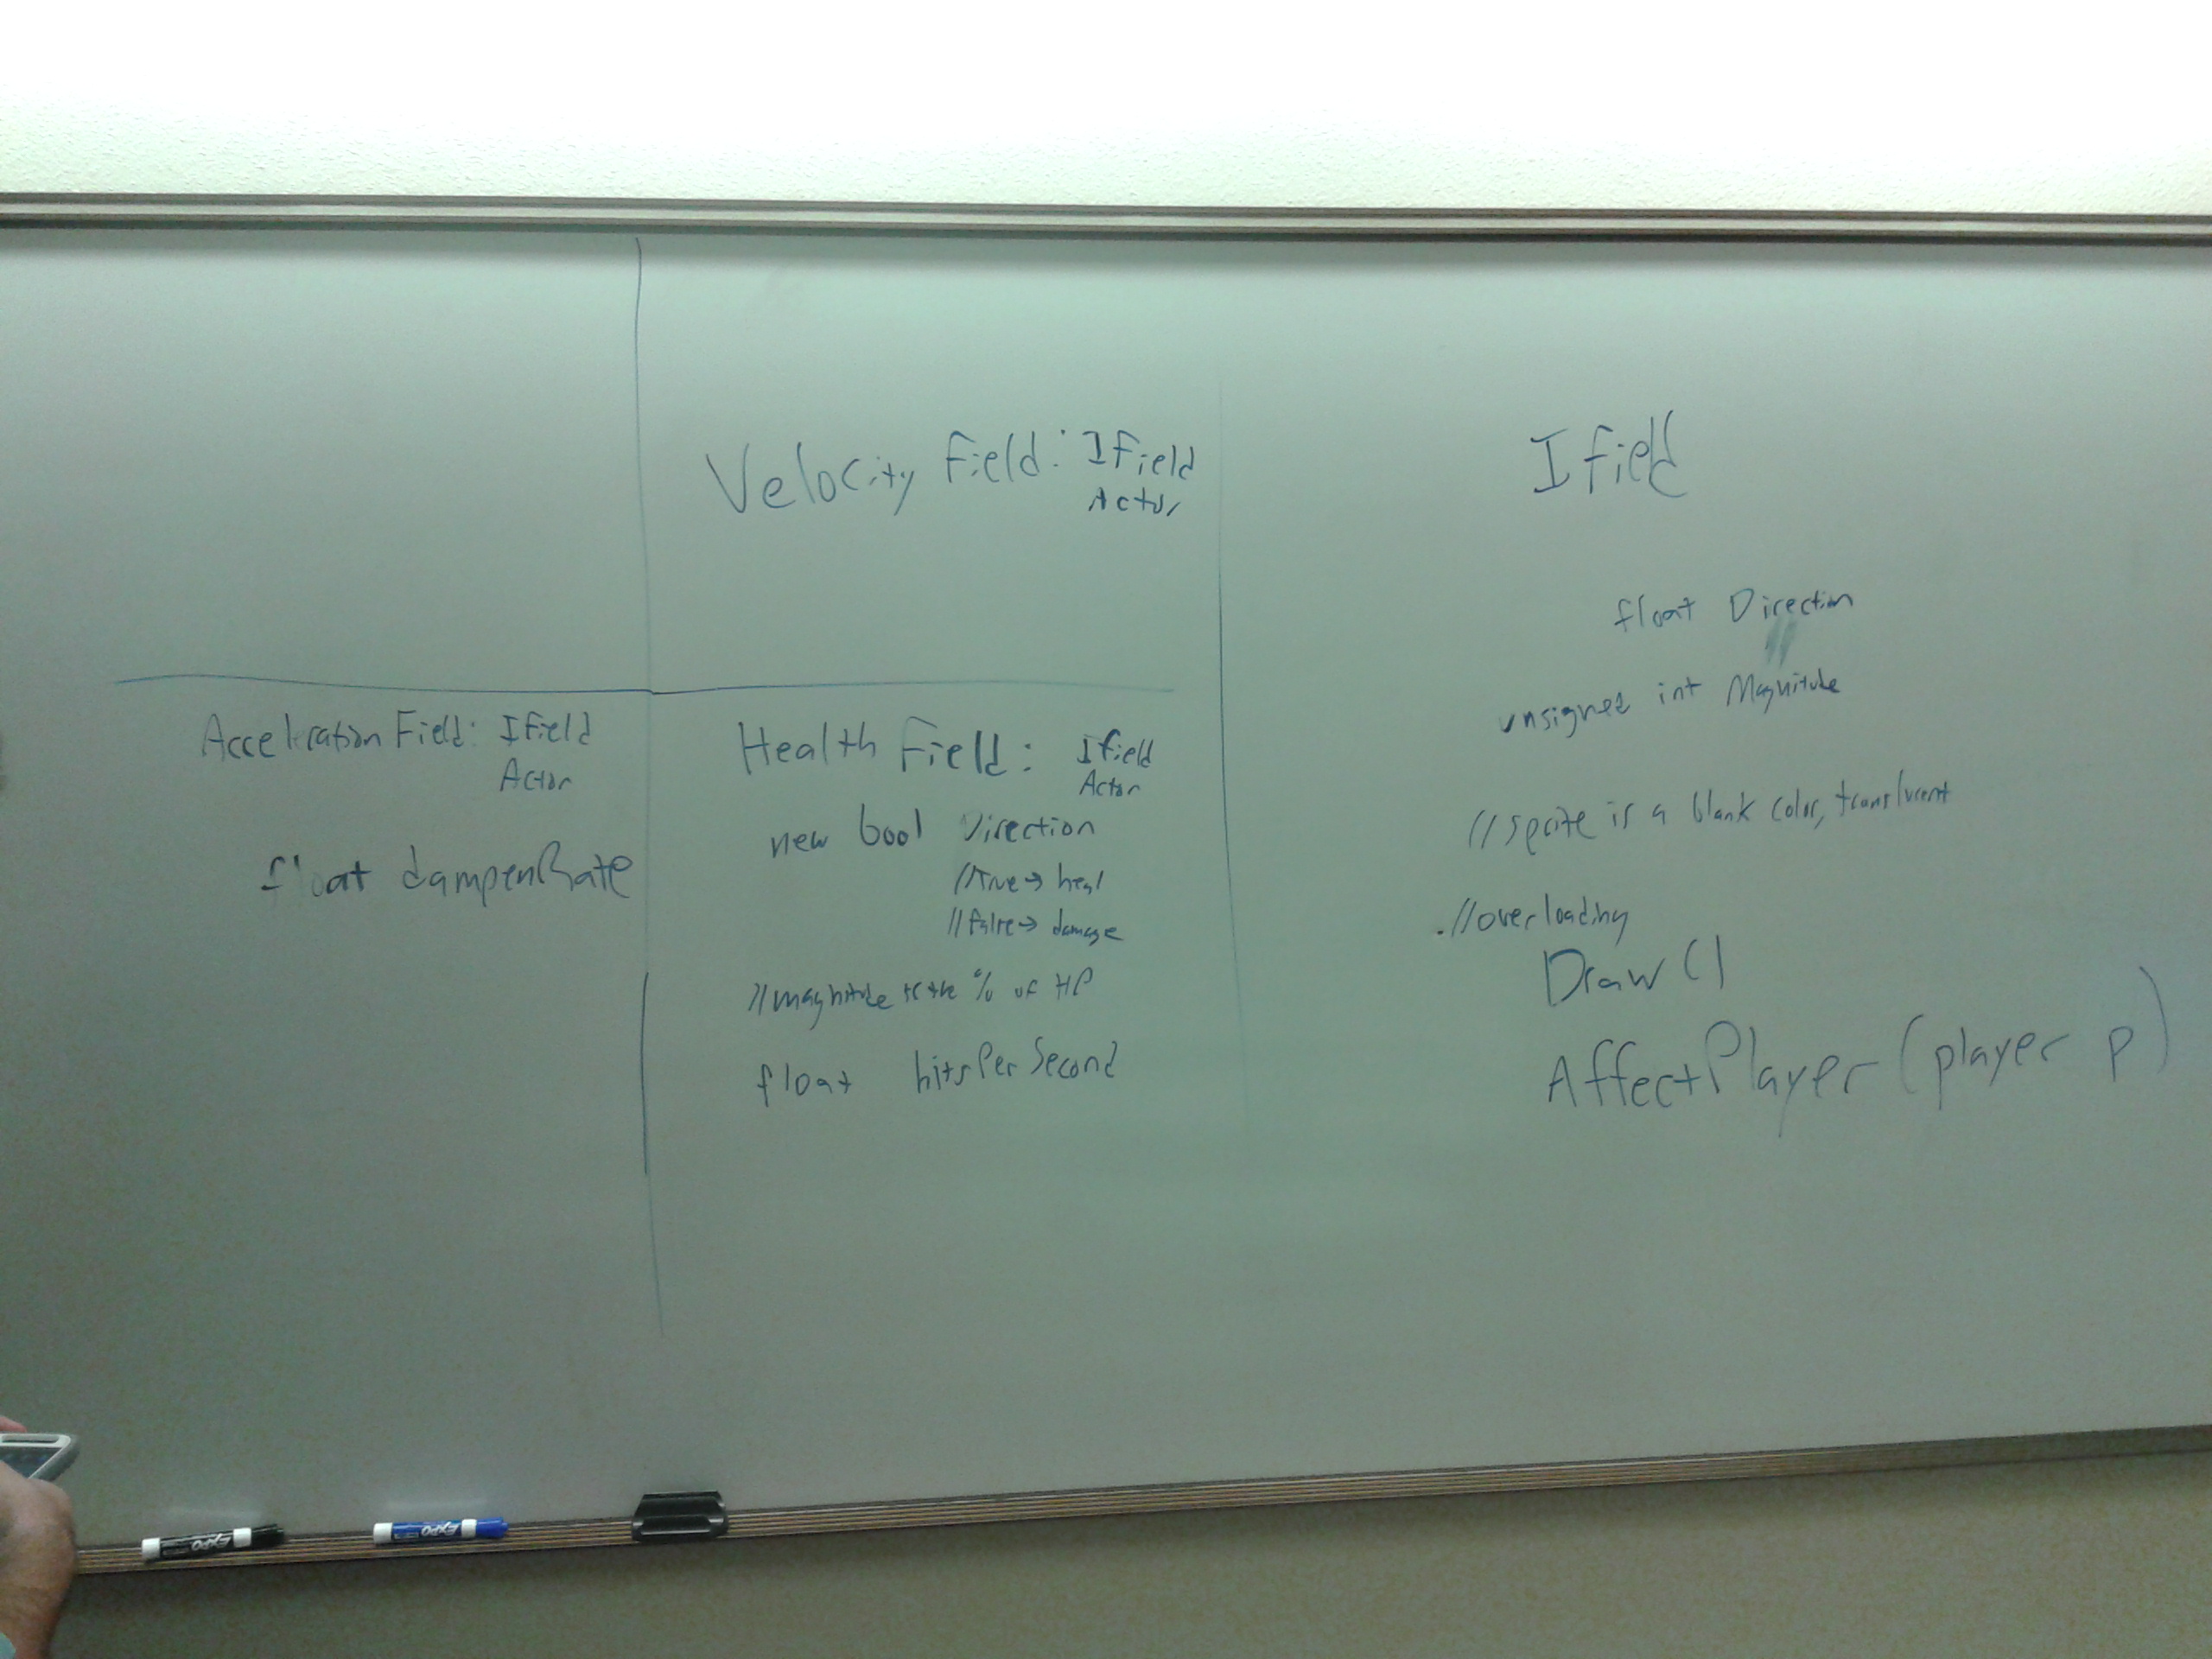 Velocity Field: IField
Actor
Acceleration Field: IField
Actor
float dampenRate
Health Field: Ifield
Actor
new bool Direction
//True→ heal
//false→ damage
//magnitude is the % of HP
float hitsPerSecond
Ifield
float Direction
unsigned int Magnitude
//sprite is a blank color, translucent
//overloading
Draw()
AffectPlayer(player p)
EXPO
EXPO